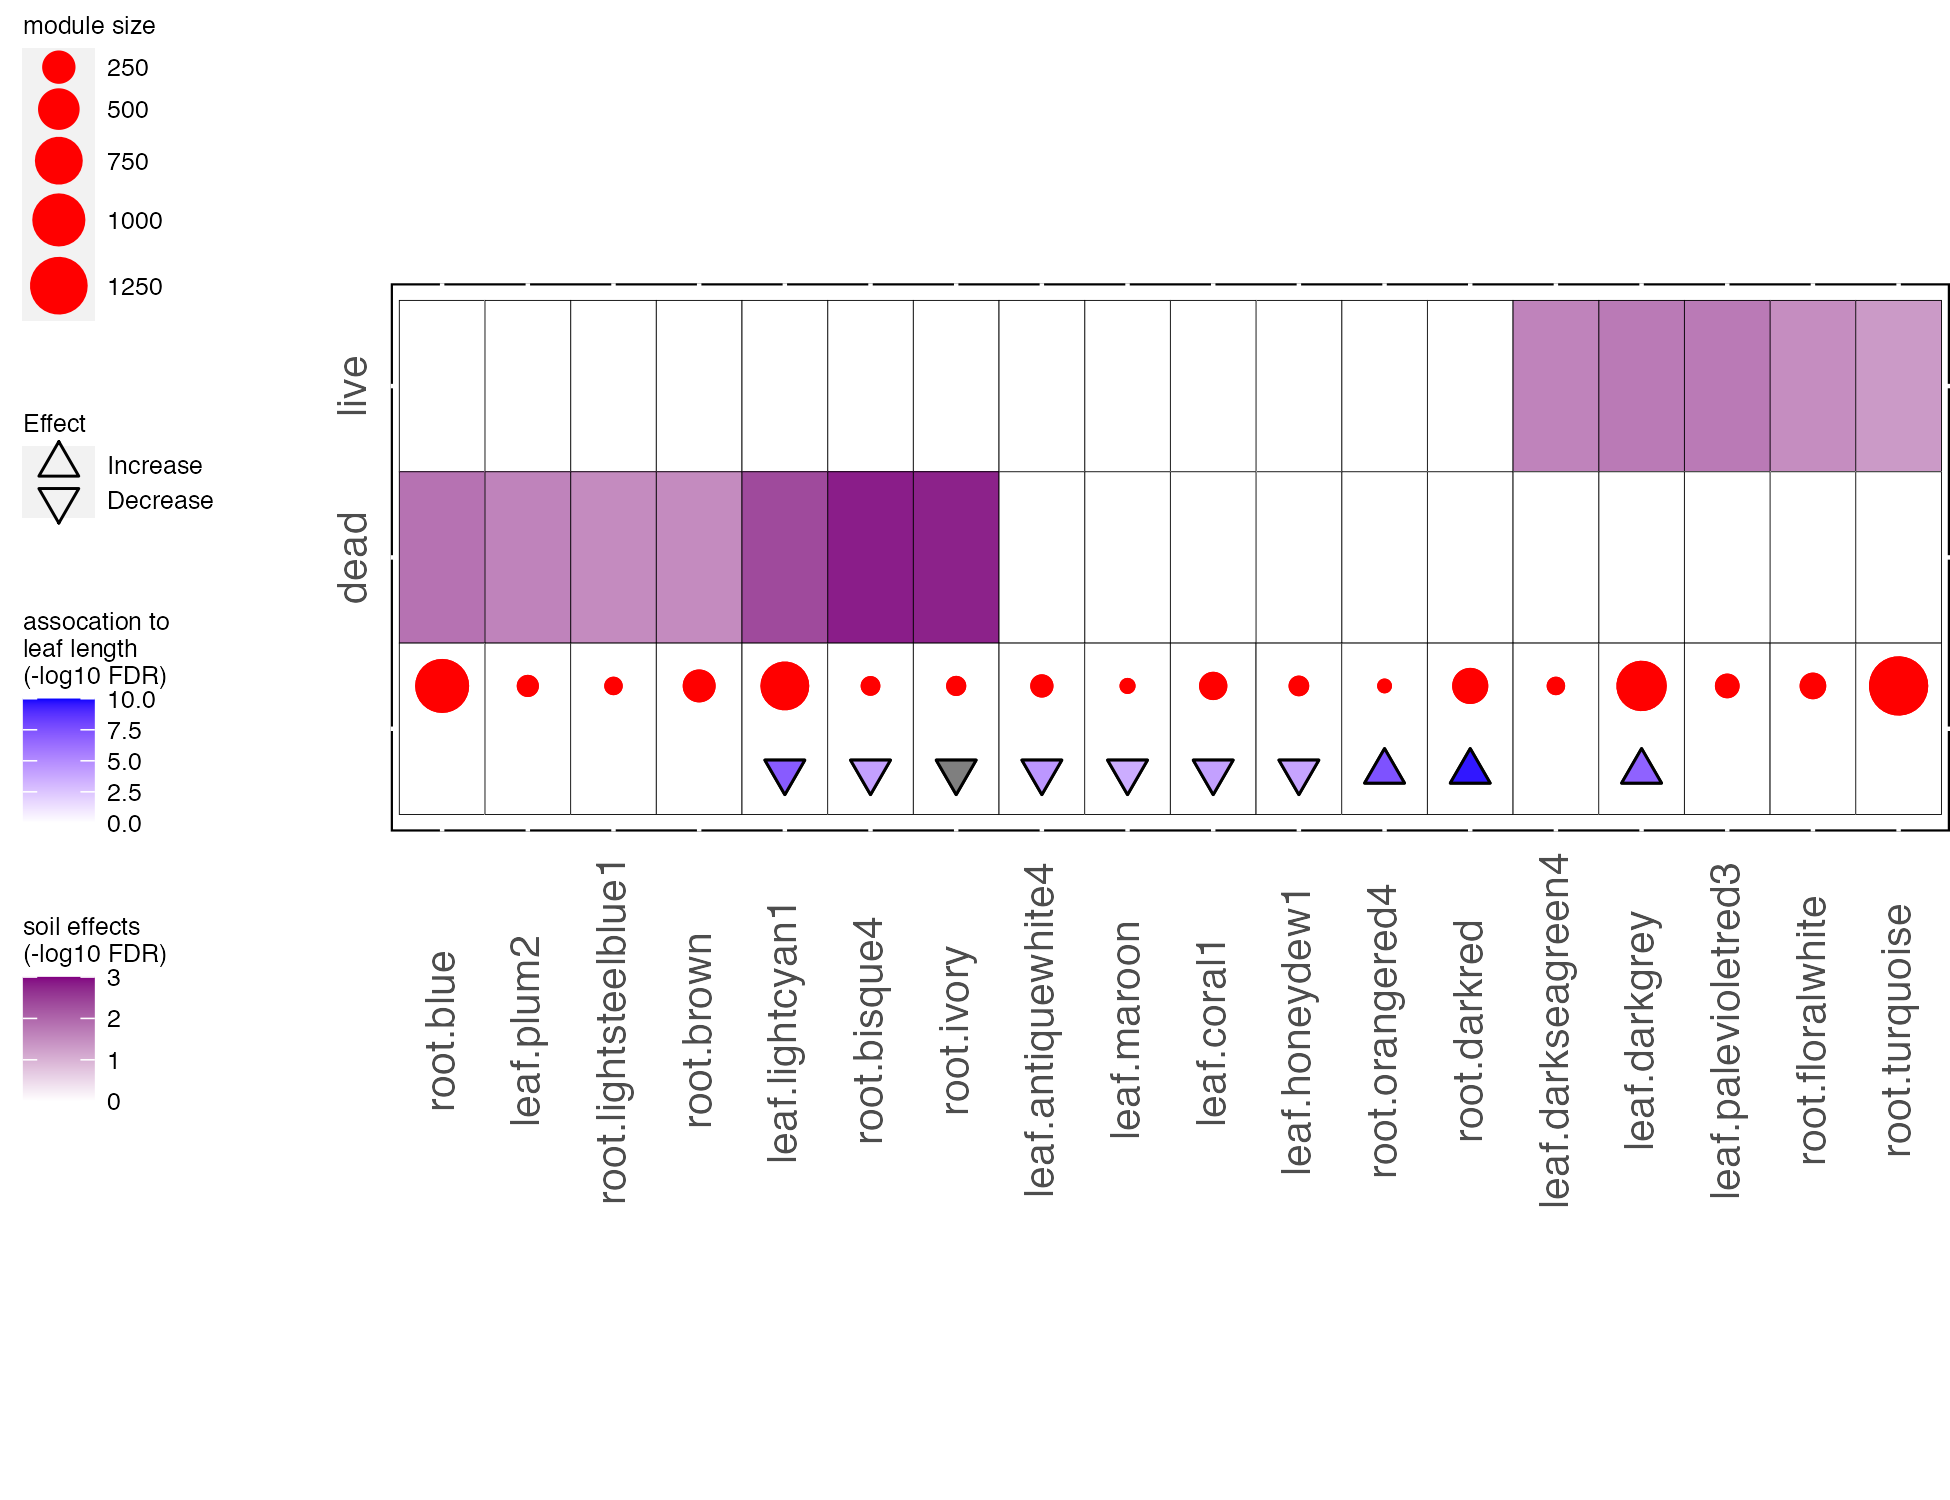 module size
250
500
750
1000
1250
Effect
Increase
Decrease
assocation to
leaf length
(-log10 FDR)
10.0
7.5
5.0
2.5
0.0
soil effects
(-log10 FDR)
3
2
1
0
live
dead
root.blue
leaf.plum2
root.lightsteelblue1
root.brown
leaf.lightcyan1
root.bisque4
root.ivory
leaf.antiquewhite4
leaf.maroon
leaf.coral1
leaf.honeydew1
root.orangered4
root.darkred
leaf.darkseagreen4
leaf.darkgrey
leaf.palevioletred3
root.floralwhite
root.turquoise